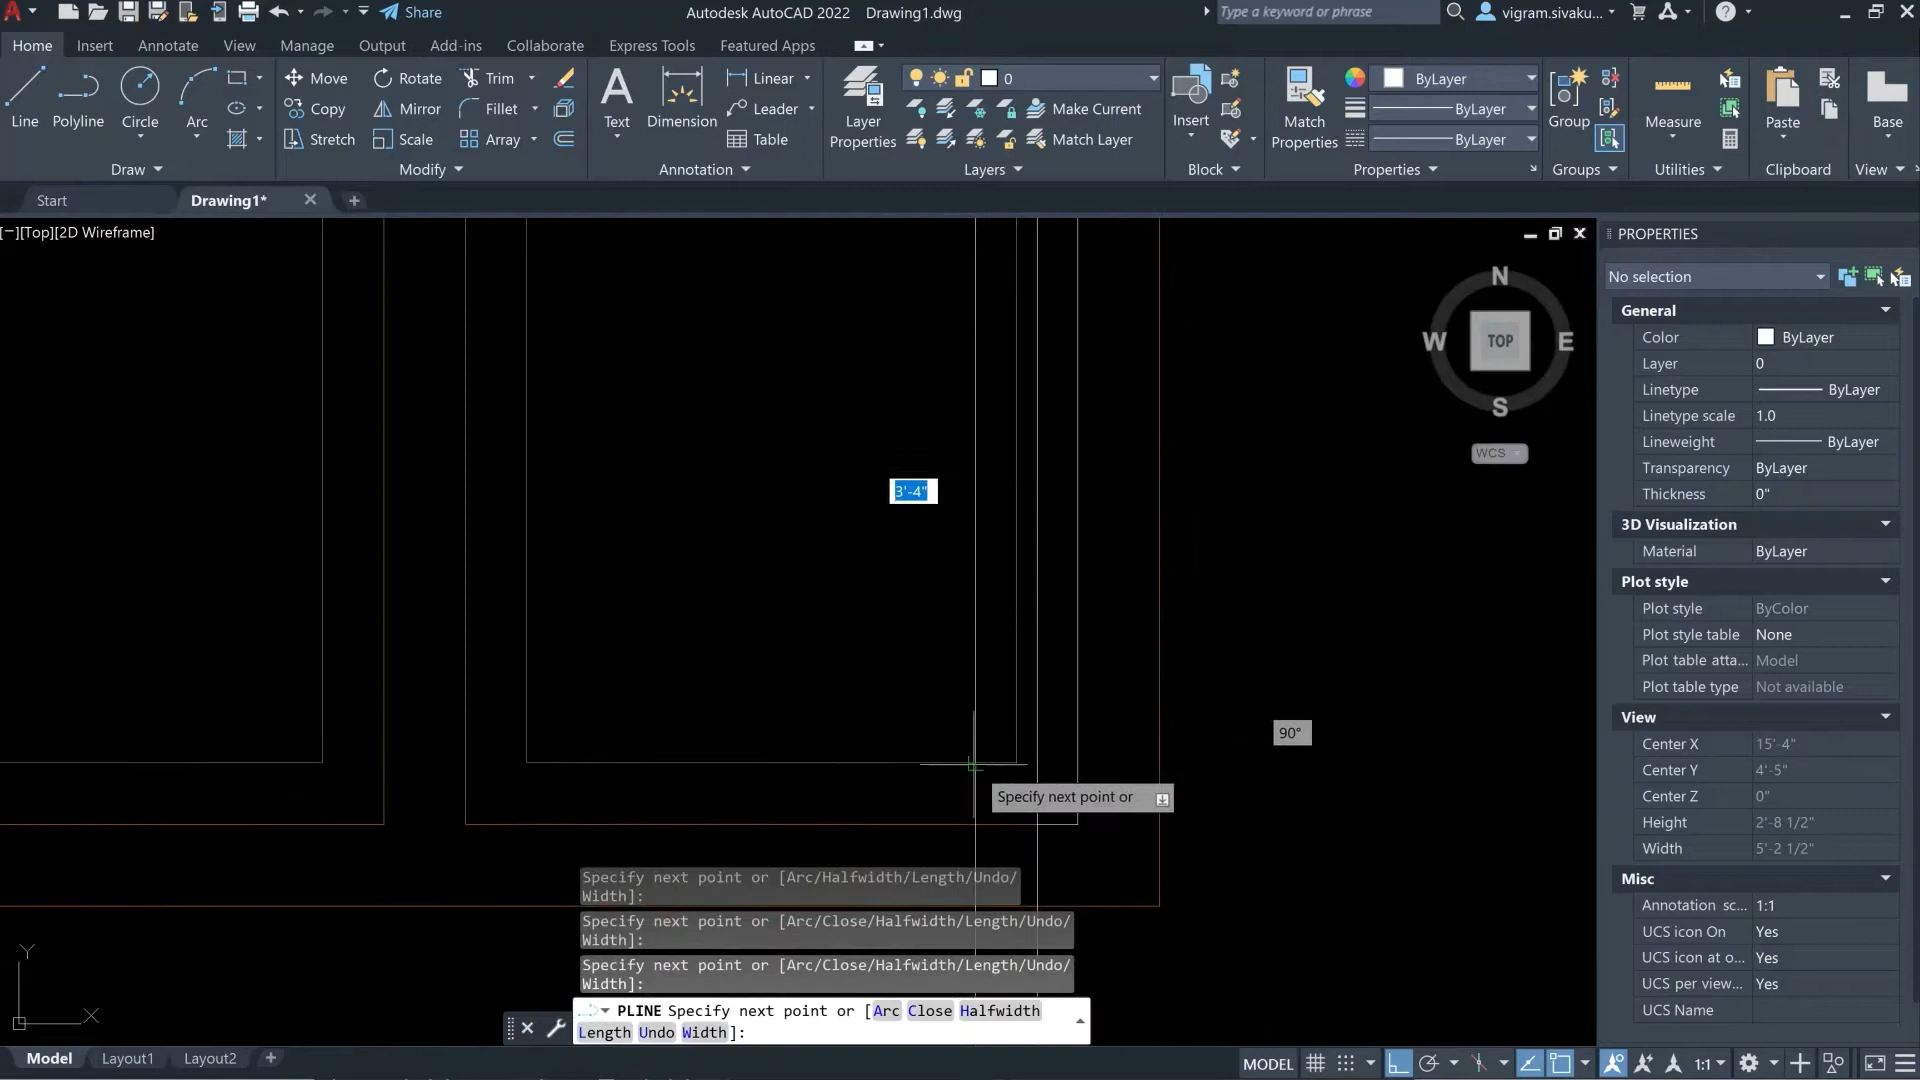 Share
Autodesk AutoCAD 2022 Drawing1.dwg
Type a keyword or phrase
vigram.sivaku...
Home Insert Annotate View Manage Output Add-ins Collaborate Express Tools Featured Apps
Line Polyline Circle Arc
Move Rotate Trim
Copy Mirror Fillet
Stretch Scale Array
Text Dimension
Linear
Leader
Table
Layer
Properties
0
Make Current
Match Layer
Insert
Match
Properties
ByLayer
ByLayer
ByLayer
Group
Measure
Paste
Base
Draw Modify Annotation Layers Block Properties Groups Utilities Clipboard View
Start Drawing1*
[−][Top][2D Wireframe]
N
W TOP E
S
WCS
3'-4"
90°
Specify next point or
Specify next point or [Arc/Halfwidth/Length/Undo/
Width]:
Specify next point or [Arc/Close/Halfwidth/Length/Undo/
Width]:
Specify next point or [Arc/Close/Halfwidth/Length/Undo/
Width]:
PLINE Specify next point or [Arc Close Halfwidth
Length Undo Width]:
Y
X
PROPERTIES
No selection
General
Color ByLayer
Layer 0
Linetype ByLayer
Linetype scale 1.0
Lineweight ByLayer
Transparency ByLayer
Thickness 0"
3D Visualization
Material ByLayer
Plot style
Plot style ByColor
Plot style table None
Plot table atta... Model
Plot table type Not available
View
Center X 15'-4"
Center Y 4'-5"
Center Z 0"
Height 2'-8 1/2"
Width 5'-2 1/2"
Misc
Annotation sc... 1:1
UCS icon On Yes
UCS icon at o... Yes
UCS per view... Yes
UCS Name
Model Layout1 Layout2
MODEL 1:1